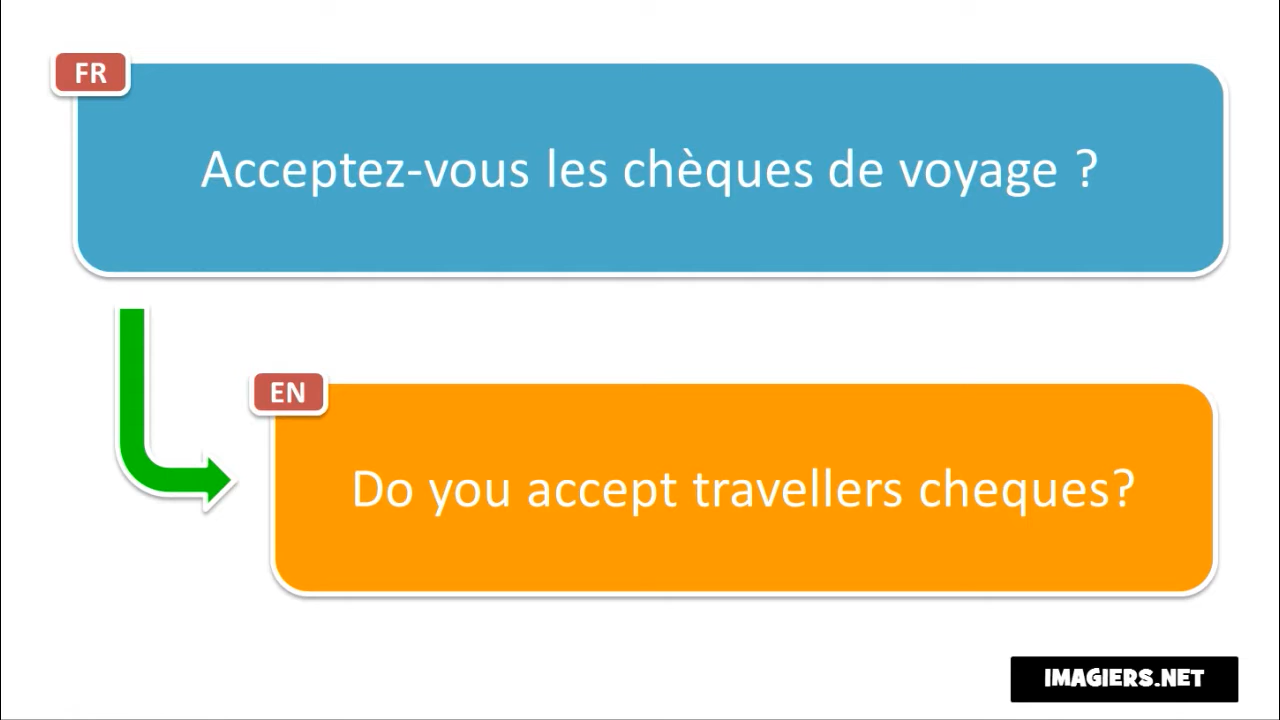 FR
Acceptez-vous les chèques de voyage ?
EN
Do you accept travellers cheques?
IMAGIERS.NET